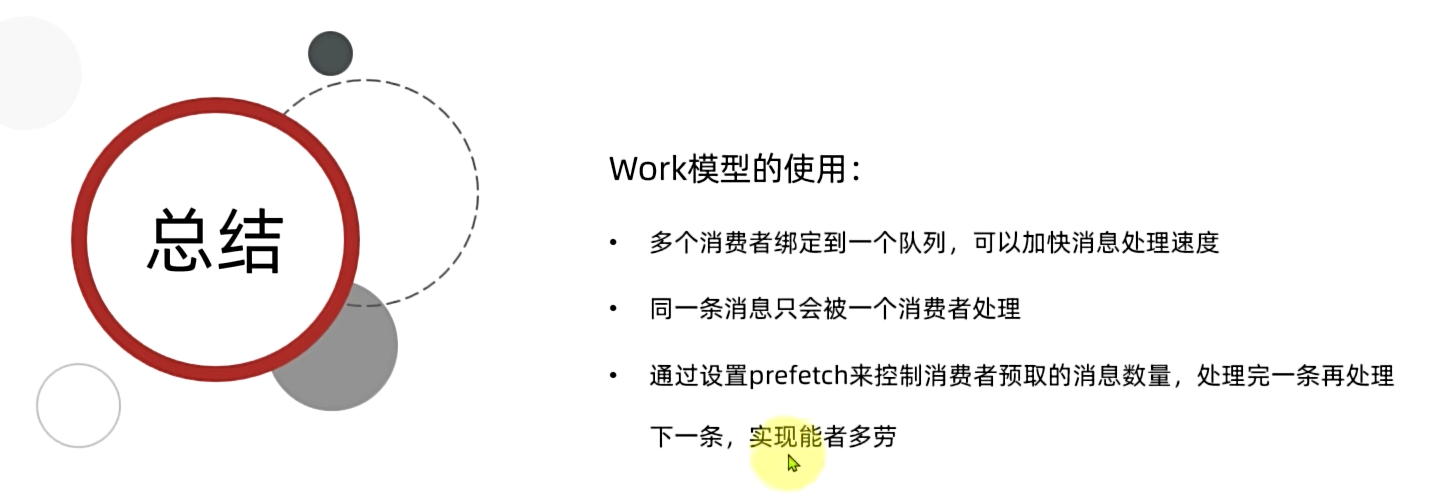 总结
Work模型的使用：
• 多个消费者绑定到一个队列，可以加快消息处理速度
• 同一条消息只会被一个消费者处理
• 通过设置prefetch来控制消费者预取的消息数量，处理完一条再处理
下一条，实现能者多劳